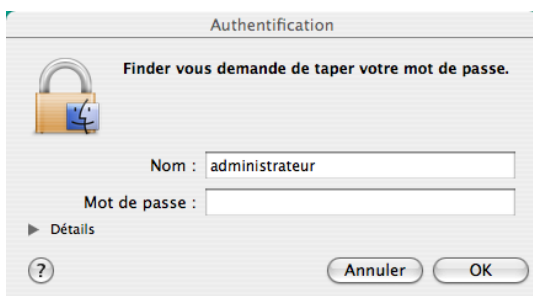 Authentification
Finder vous demande de taper votre mot de passe.
Nom : administrateur
Mot de passe :
Détails
? Annuler OK